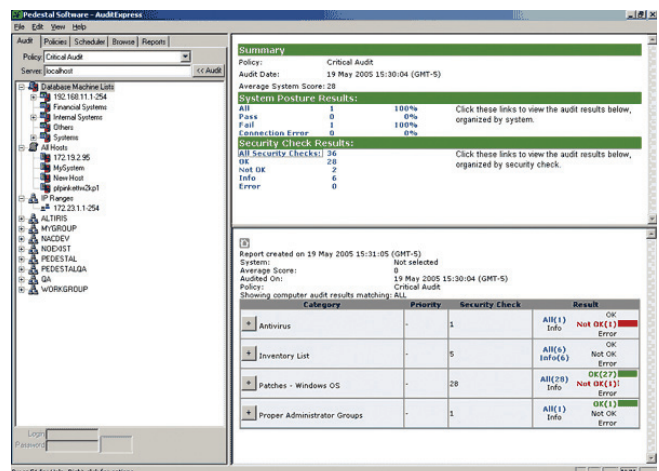 Pedestal Software - AuditExpress
File Edit View Help
Audit Policies Scheduler Browse Reports
Policy: Critical Audit
Server: localhost << Audit
Database Machine Lists
192.168.11.1-254
Financial Systems
Internal Systems
Others
Systems
All Hosts
172.19.2.95
MySystem
New Host
plpinkettw2kp1
IP Ranges
172.23.1.1-254
ALTIRIS
MYGROUP
NACDEV
NOEXIST
PEDESTAL
PEDESTALQA
QA
WORKGROUP
Login
Password
Summary
Policy: Critical Audit
Audit Date: 19 May 2005 15:30:04 (GMT-5)
Average System Score: 28
System Posture Results:
All 1 100%
Pass 0 0%
Fail 1 100%
Connection Error 0 0%
Click these links to view the audit results below,
organized by system.
Security Check Results:
All Security Checks: 36
OK 28
Not OK 2
Info 6
Error 0
Click these links to view the audit results below,
organized by security check.
Report created on 19 May 2005 15:31:05 (GMT-5)
System: Not selected
Average Score: 0
Audited On: 19 May 2005 15:30:04 (GMT-5)
Policy: Critical Audit
Showing computer audit results matching: ALL
Category Priority Security Check Result
+ Antivirus - 1 All(1) Info OK Not OK(1) Error
+ Inventory List - 5 All(6) Info(6) OK Not OK Error
+ Patches - Windows OS - 28 All(28) Info OK(27) Not OK(1) Error
+ Proper Administrator Groups - 1 All(1) Info OK(1) Not OK Error